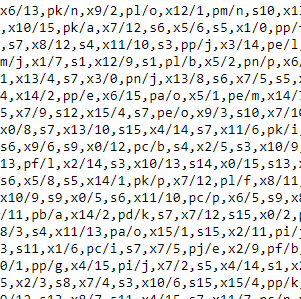 x6/13,pk/n,x9/2,pl/o,x12/1,pm/n,s10,x13
,x10/15,pk/a,x7/12,s6,x5/6,s5,x1/0,pp/
,s7,x8/12,s4,x11/10,s3,pp/j,x3/14,pe/l
m/j,x1/7,s1,x12/9,s1,pl/b,x5/2,pn/p,x6/
1,x13/4,s7,x3/0,pn/j,x13/8,s6,x7/5,s5,x
4,x14/2,pp/e,x6/15,pa/o,x5/1,pe/m,x14/7
5,x7/9,s12,x15/4,s7,pe/o,x9/3,s10,x7/10
x0/8,s7,x13/10,s15,x4/14,s7,x11/6,pk/i,
s6,x9/6,s9,x0/12,pc/b,s4,x2/5,s3,x10/9,
13,pf/l,x2/14,s3,x10/13,s14,x0/15,s13,x
s6,x5/8,s5,x14/1,pk/p,x7/12,pl/f,x8/11,
x10/9,s9,x0/5,s6,x11/10,pc/p,x6/5,s9,x8
/11,pb/a,x14/2,pd/k,s7,x7/12,s15,x0/2,p
8/3,s4,x11/13,pa/o,x15/1,s15,x2/11,pi/j
3,s11,x1/6,pc/i,s7,x7/5,pj/e,x2/9,pf/b,
0/1,pp/g,x4/15,pi/j,x7/2,s5,x4/14,s1,x2
5,x2/3,s8,x7/4,s3,x10/6,s15,x4/15,pp/k,